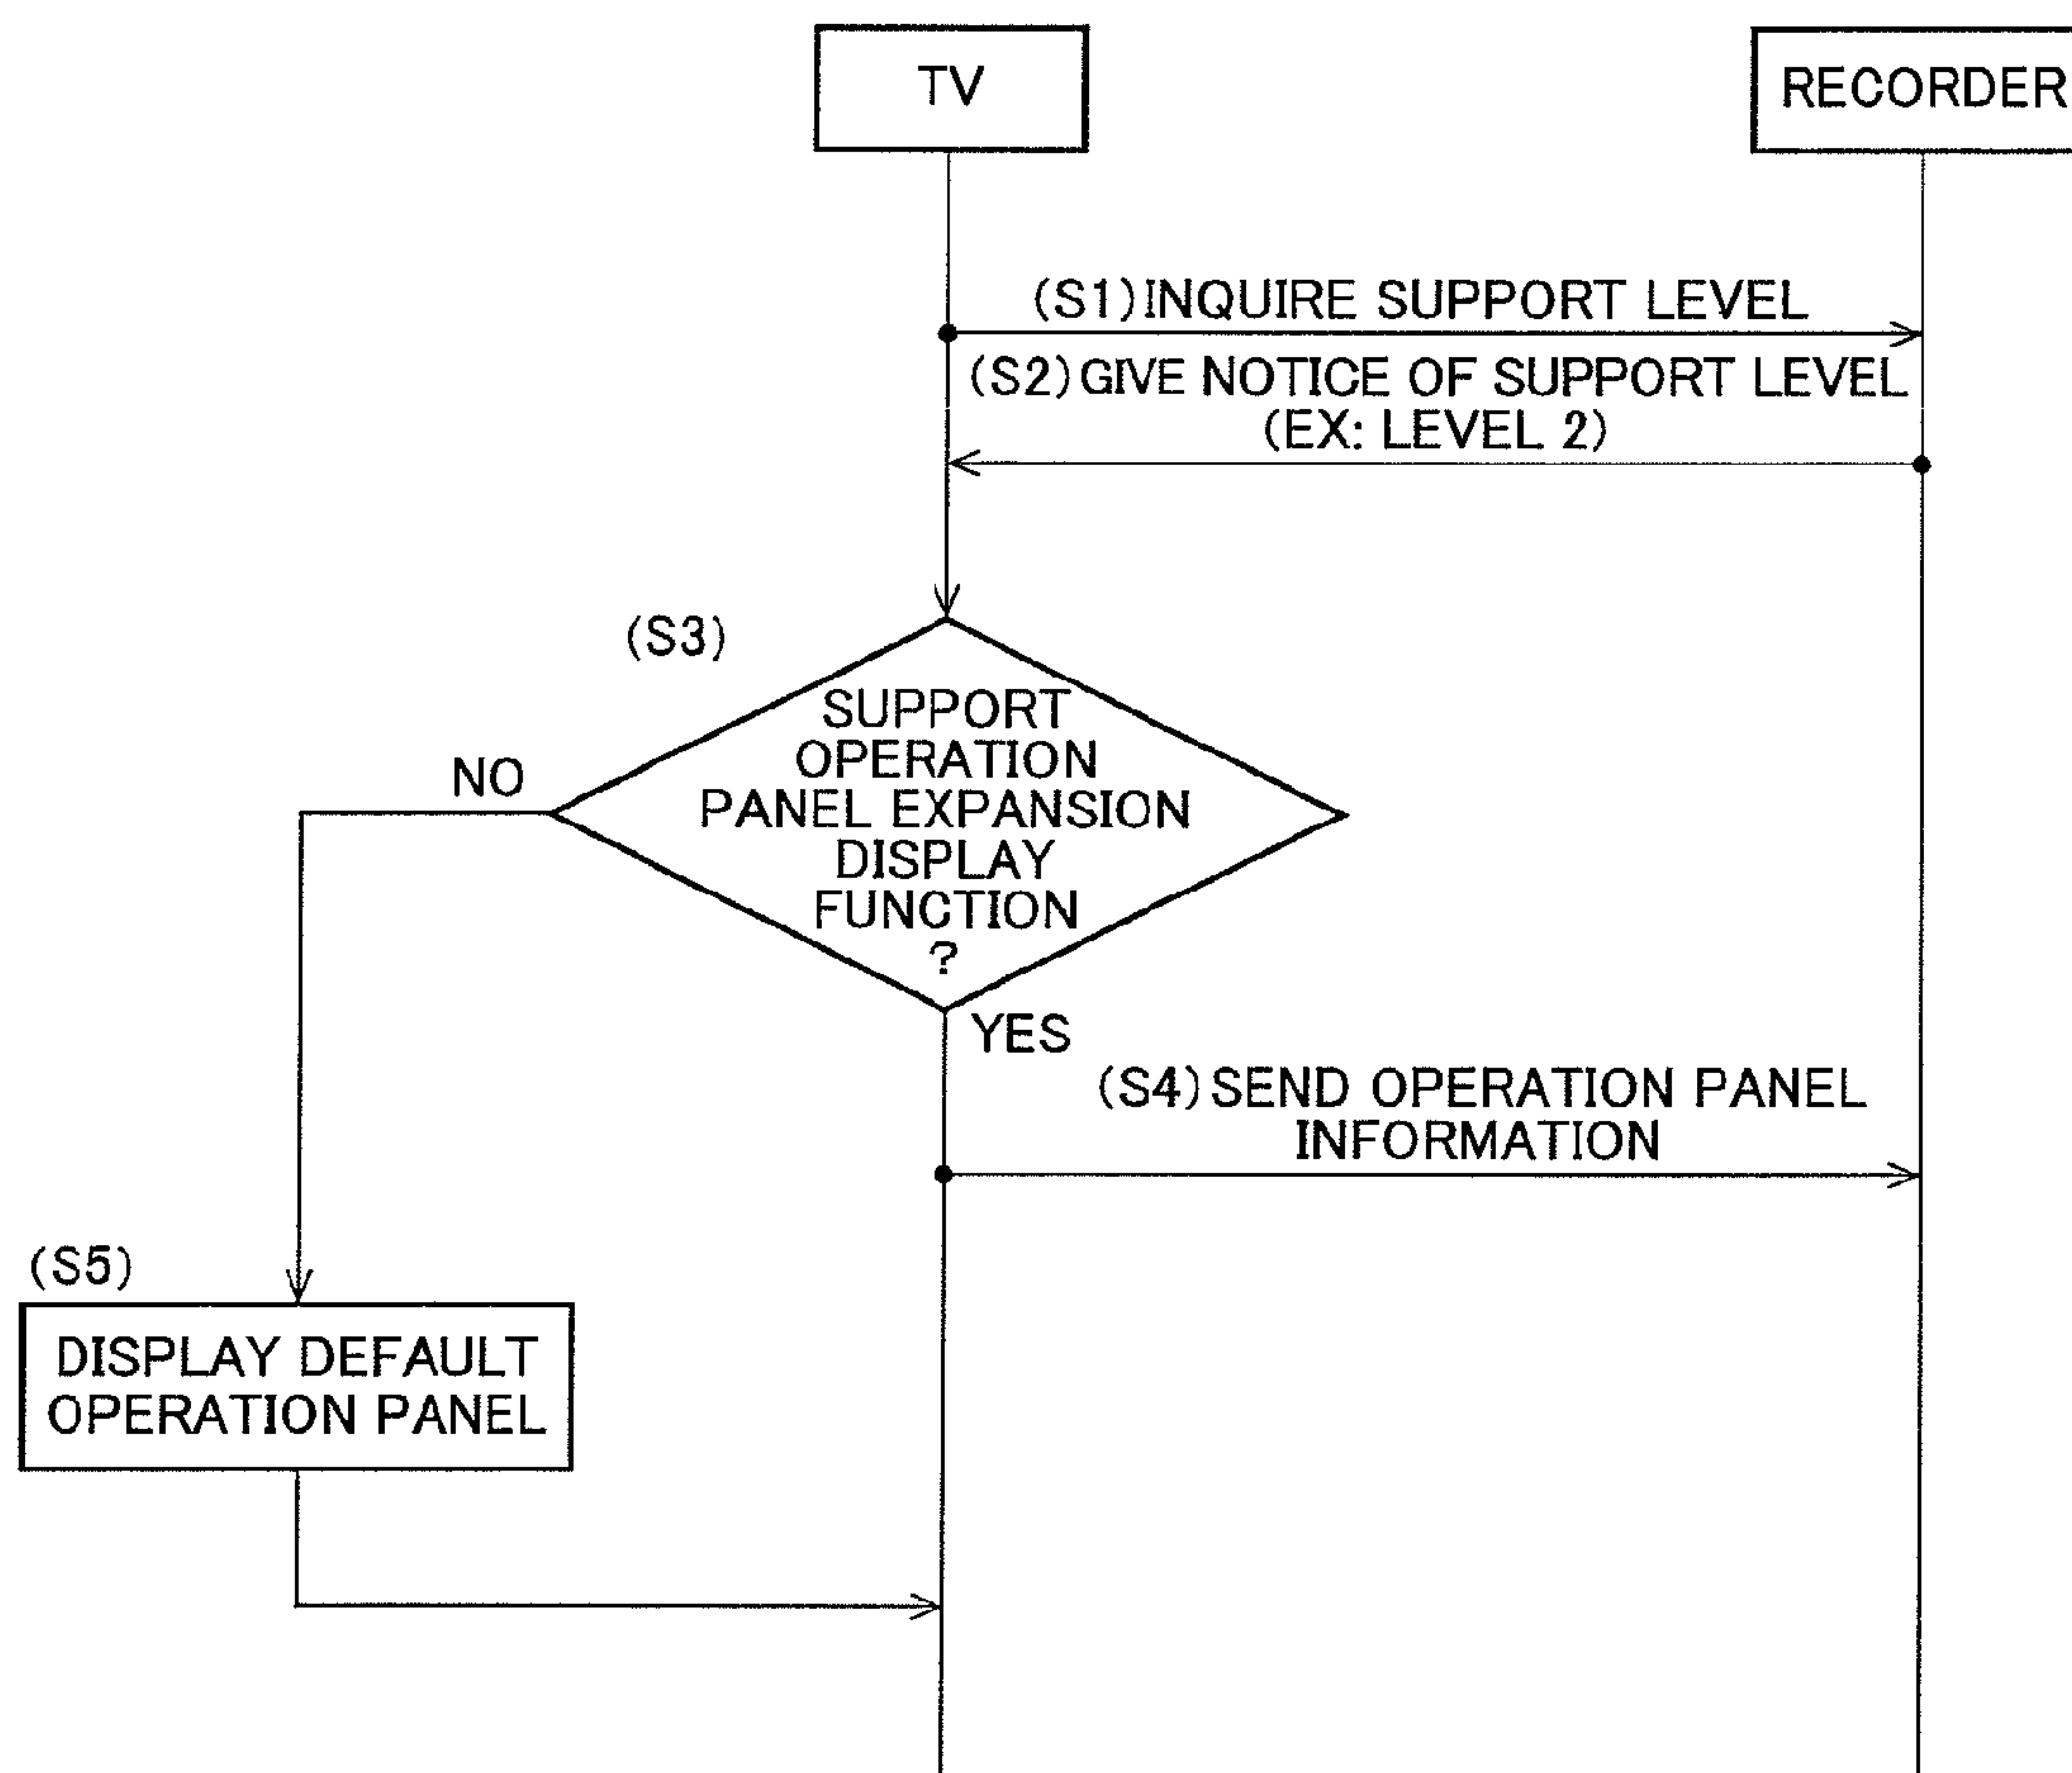 TV
RECORDER
(S1) INQUIRE SUPPORT LEVEL
(S2) GIVE NOTICE OF SUPPORT LEVEL
(EX: LEVEL 2)
(S3)
SUPPORT
OPERATION
PANEL EXPANSION
DISPLAY
FUNCTION
?
NO
YES
(S4) SEND OPERATION PANEL
INFORMATION
(S5)
DISPLAY DEFAULT
OPERATION PANEL